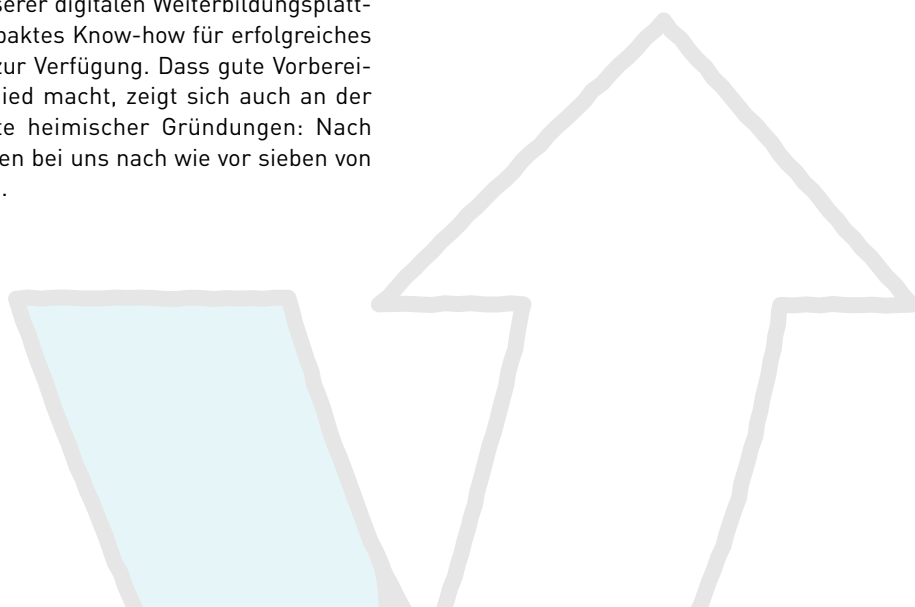 serer digitalen Weiterbildungsplatt-
paktes Know-how für erfolgreiches
zur Verfügung. Dass gute Vorberei-
ied macht, zeigt sich auch an der
te heimischer Gründungen: Nach
en bei uns nach wie vor sieben von
.